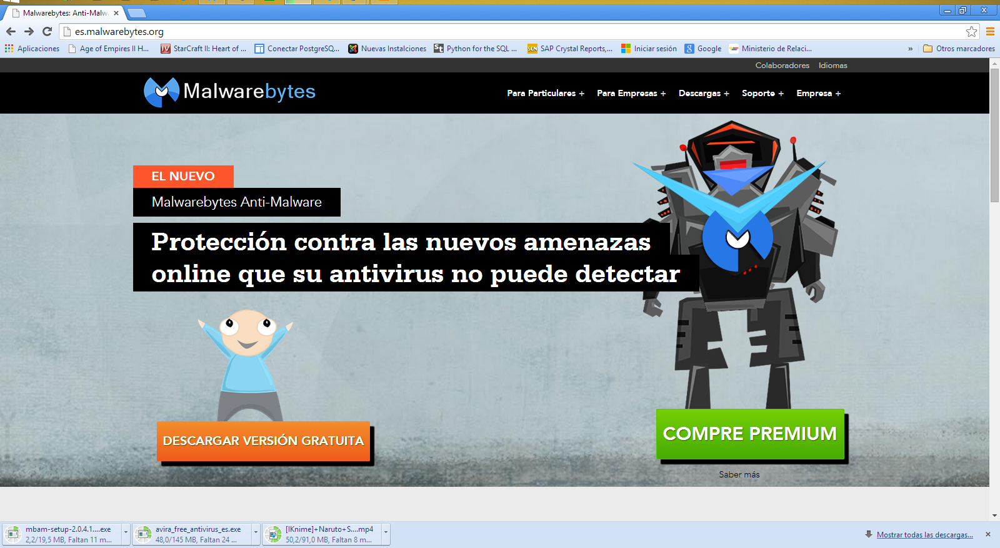 Malwarebytes: Anti-Malw
es.malwarebytes.org
Aplicaciones
Age of Empires II H...
StarCraft II: Heart of ...
Conectar PostgreSQ...
Nuevas Instalciones
St
Python for the SQL ...
SCN
SAP Crystal Reports,...
Iniciar sesión
Google
Ministerio de Relaci...
»
Otros marcadores
Colaboradores
Idiomas
Malwarebytes
Para Particulares +
Para Empresas +
Descargas +
Soporte +
Empresa +
EL NUEVO
Malwarebytes Anti-Malware
Protección contra las nuevos amenazas
online que su antivirus no puede detectar
DESCARGAR VERSIÓN GRATUITA
COMPRE PREMIUM
Saber más
mbam-setup-2.0.4.1....exe
2,2/19,5 MB, Faltan 11 m...
avira_free_antivirus_es.exe
48,0/145 MB, Faltan 24 ...
[IKnime]+Naruto+S....mp4
50,2/91,0 MB, Faltan 8 m...
Mostrar todas las descargas...